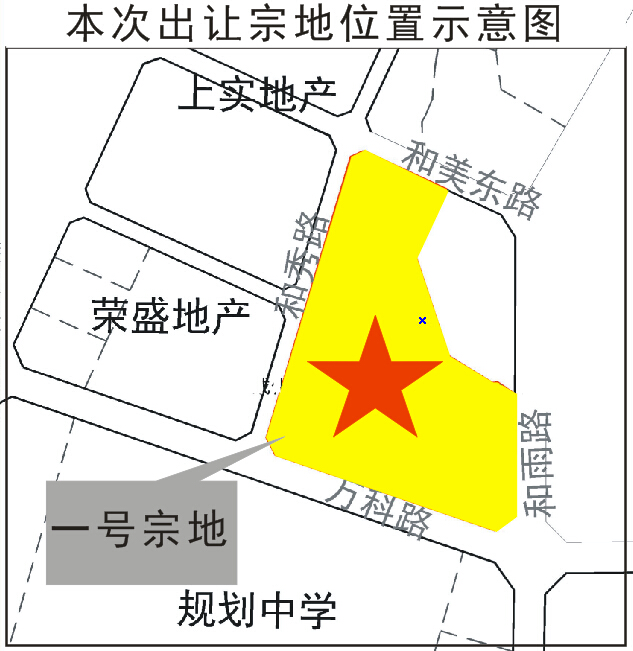 本次出让宗地位置示意图
上实地产
和美东路
和秀路
荣盛地产
和雨路
万科路
一号宗地
规划中学